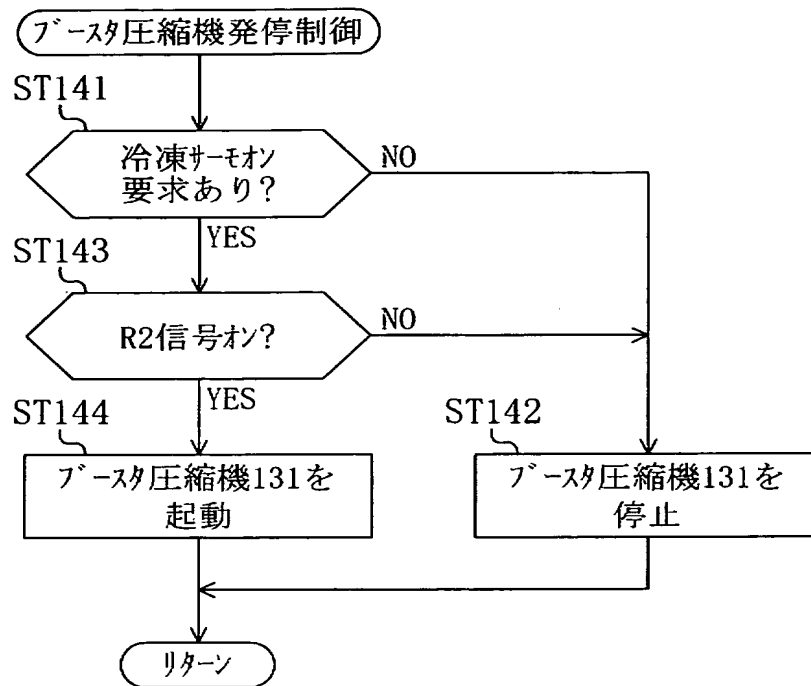 ブースタ圧縮機発停制御
ST141
冷凍サーモオン
要求あり?
NO
YES
ST143
R2信号オン?
NO
YES
ST144
ブースタ圧縮機131を
起動
ST142
ブースタ圧縮機131を
停止
リターン